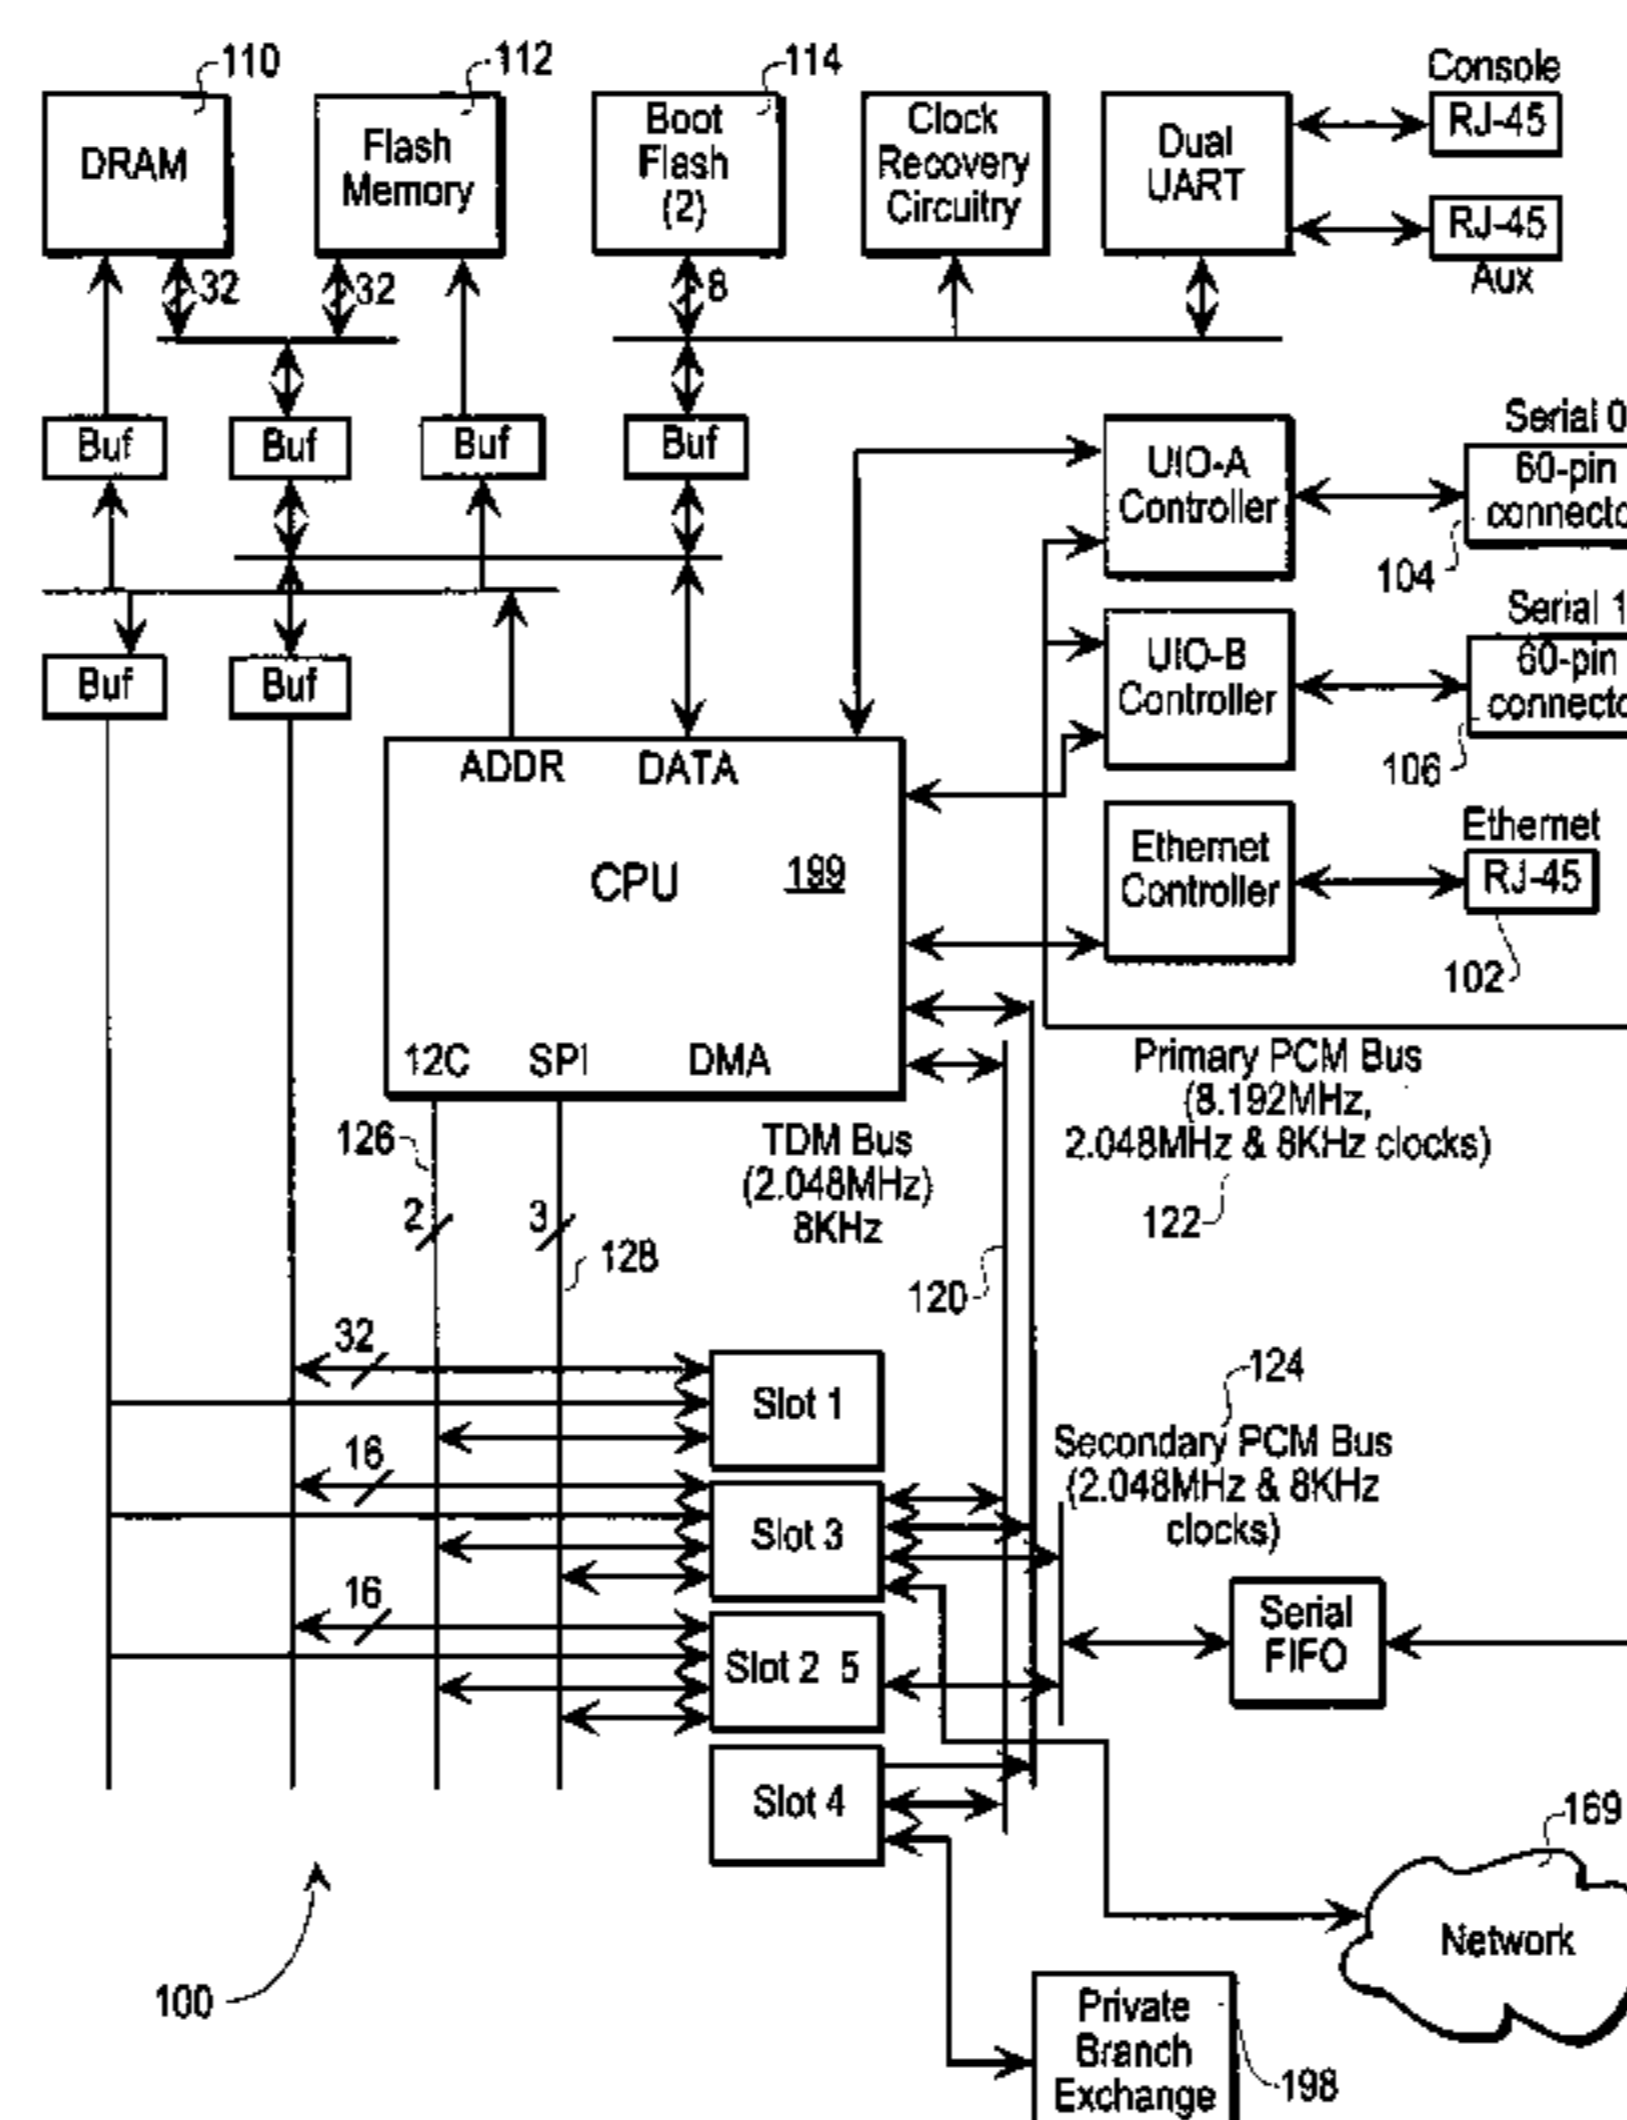 110
112
114
Console
DRAM
Flash
Memory
Boot
Flash
(2)
Clock
Recovery
Circuitry
Dual
UART
RJ-45
RJ-45
Aux
32
32
8
Buf
Buf
Buf
Buf
UIO-A
Controller
Serial 0
60-pin
connecto
104
Buf
Buf
UIO-B
Controller
Serial 1
60-pin
connecto
106
ADDR
DATA
CPU
199
12C
SPI
DMA
Ethernet
Controller
Ethernet
RJ-45
102
Primary PCM Bus
(8.192MHz,
2.048MHz & 8KHz clocks)
122
126
2
3
128
TDM Bus
(2.048MHz)
8KHz
120
32
Slot 1
124
Secondary PCM Bus
(2.048MHz & 8KHz
clocks)
16
Slot 3
16
Slot 2 5
Serial
FIFO
Slot 4
169
Network
100
Private
Branch
Exchange
198